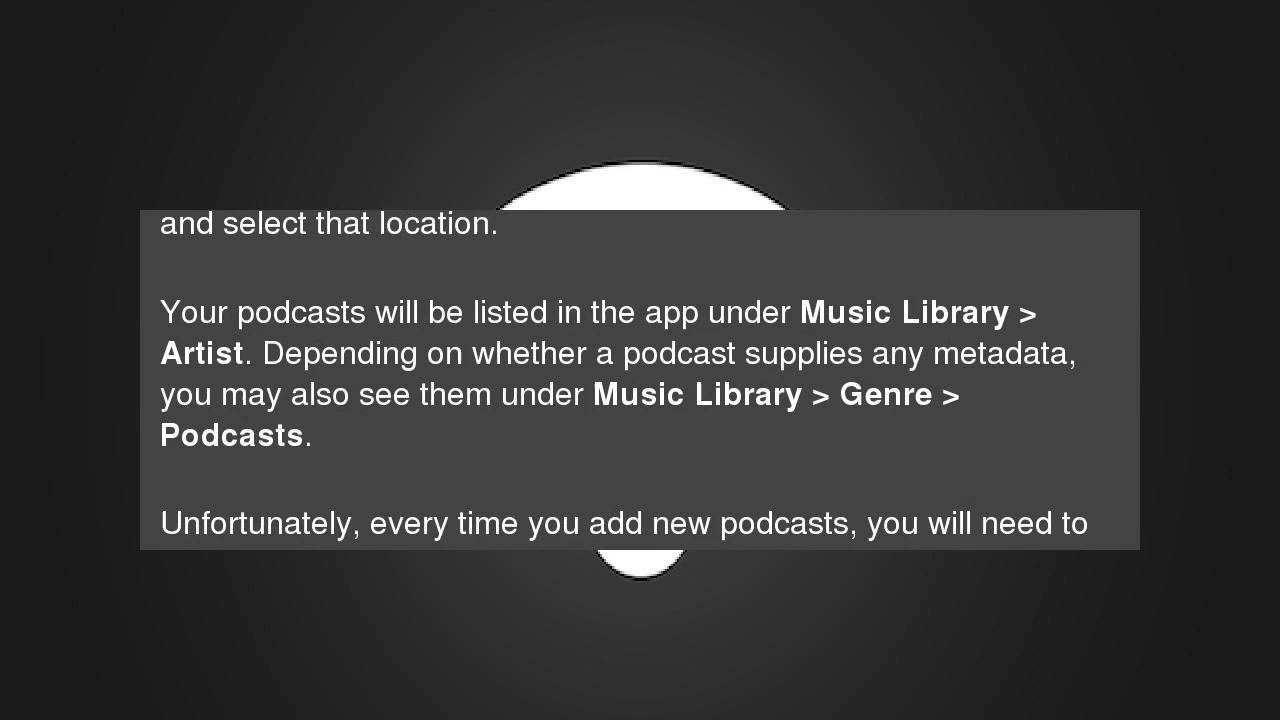 and select that location.
Your podcasts will be listed in the app under Music Library >
Artist. Depending on whether a podcast supplies any metadata,
you may also see them under Music Library > Genre >
Podcasts.
Unfortunately, every time you add new podcasts, you will need to